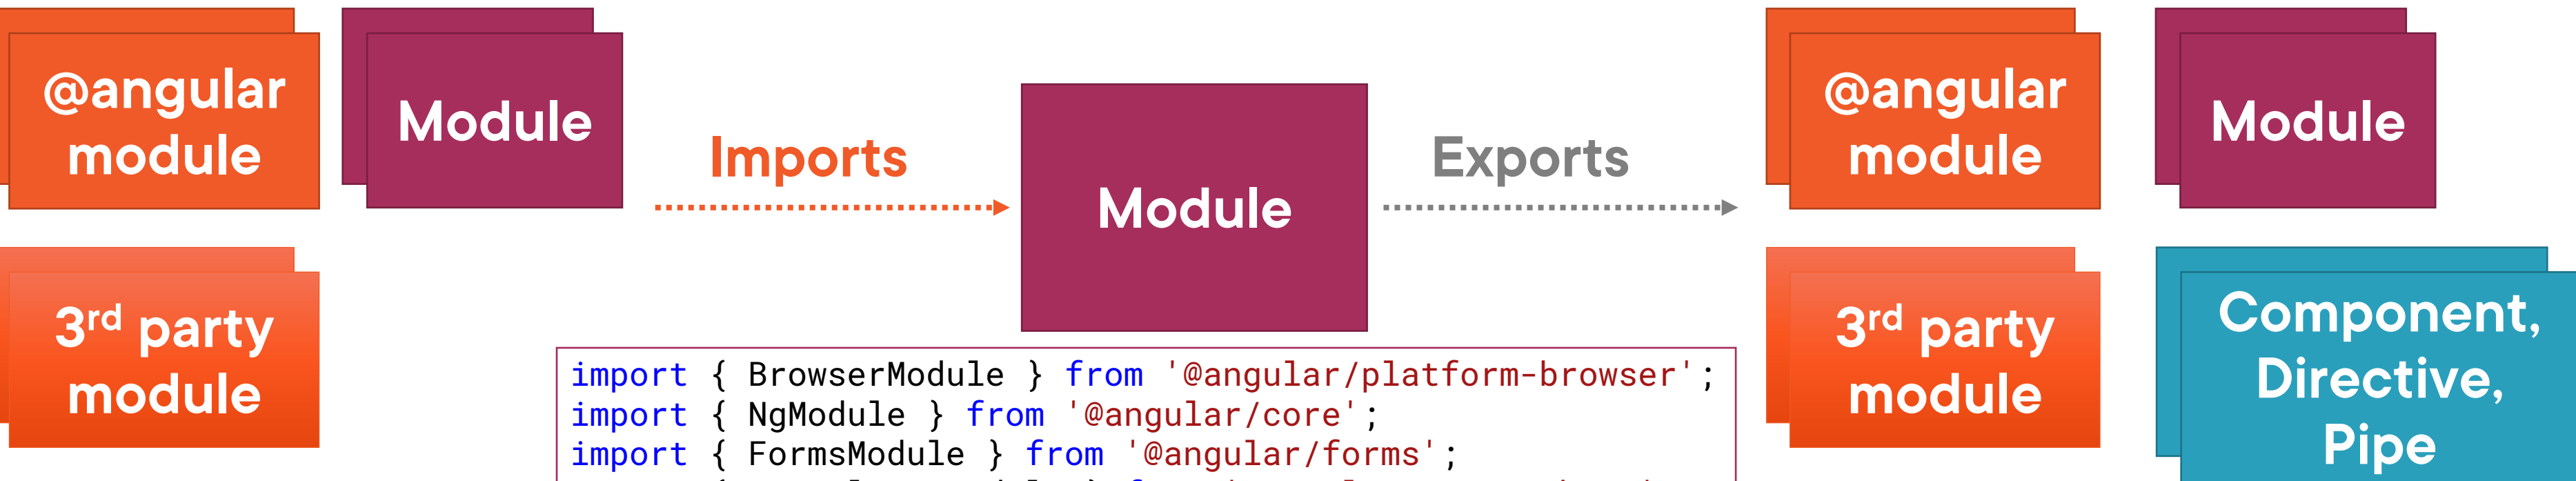 @angular
module
Module
3rd party
module
Imports
Module
Exports
@angular
module
Module
3rd party
module
Component,
Directive,
Pipe
import { BrowserModule } from '@angular/platform-browser';
import { NgModule } from '@angular/core';
import { FormsModule } from '@angular/forms';